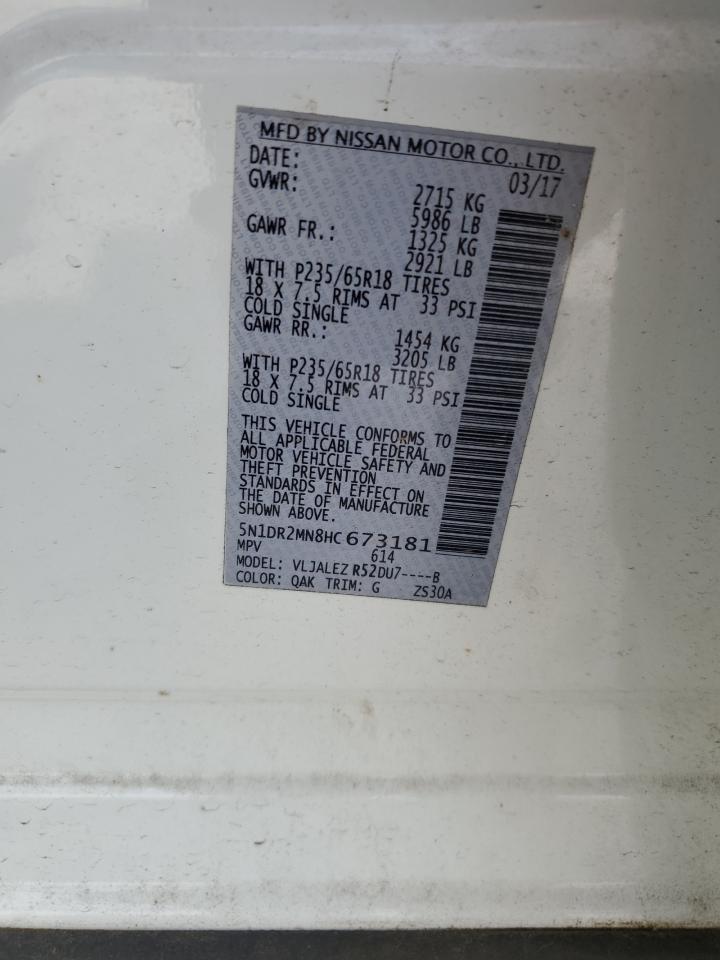 MFD BY NISSAN MOTOR CO., LTD.
DATE: 03/17
GVWR: 2715 KG
5986 LB
GAWR FR.: 1325 KG
2921 LB
WITH P235/65R18 TIRES
18 X 7.5 RIMS AT 33 PSI
COLD SINGLE
GAWR RR.: 1454 KG
3205 LB
WITH P235/65R18 TIRES
18 X 7.5 RIMS AT 33 PSI
COLD SINGLE
THIS VEHICLE CONFORMS TO
ALL APPLICABLE FEDERAL
MOTOR VEHICLE SAFETY AND
THEFT PREVENTION
STANDARDS IN EFFECT ON
THE DATE OF MANUFACTURE
SHOWN ABOVE.
5N1DR2MN8HC673181
MPV 614
MODEL: VLJALEZ R52DU7----B
COLOR: QAK TRIM: G ZS30A